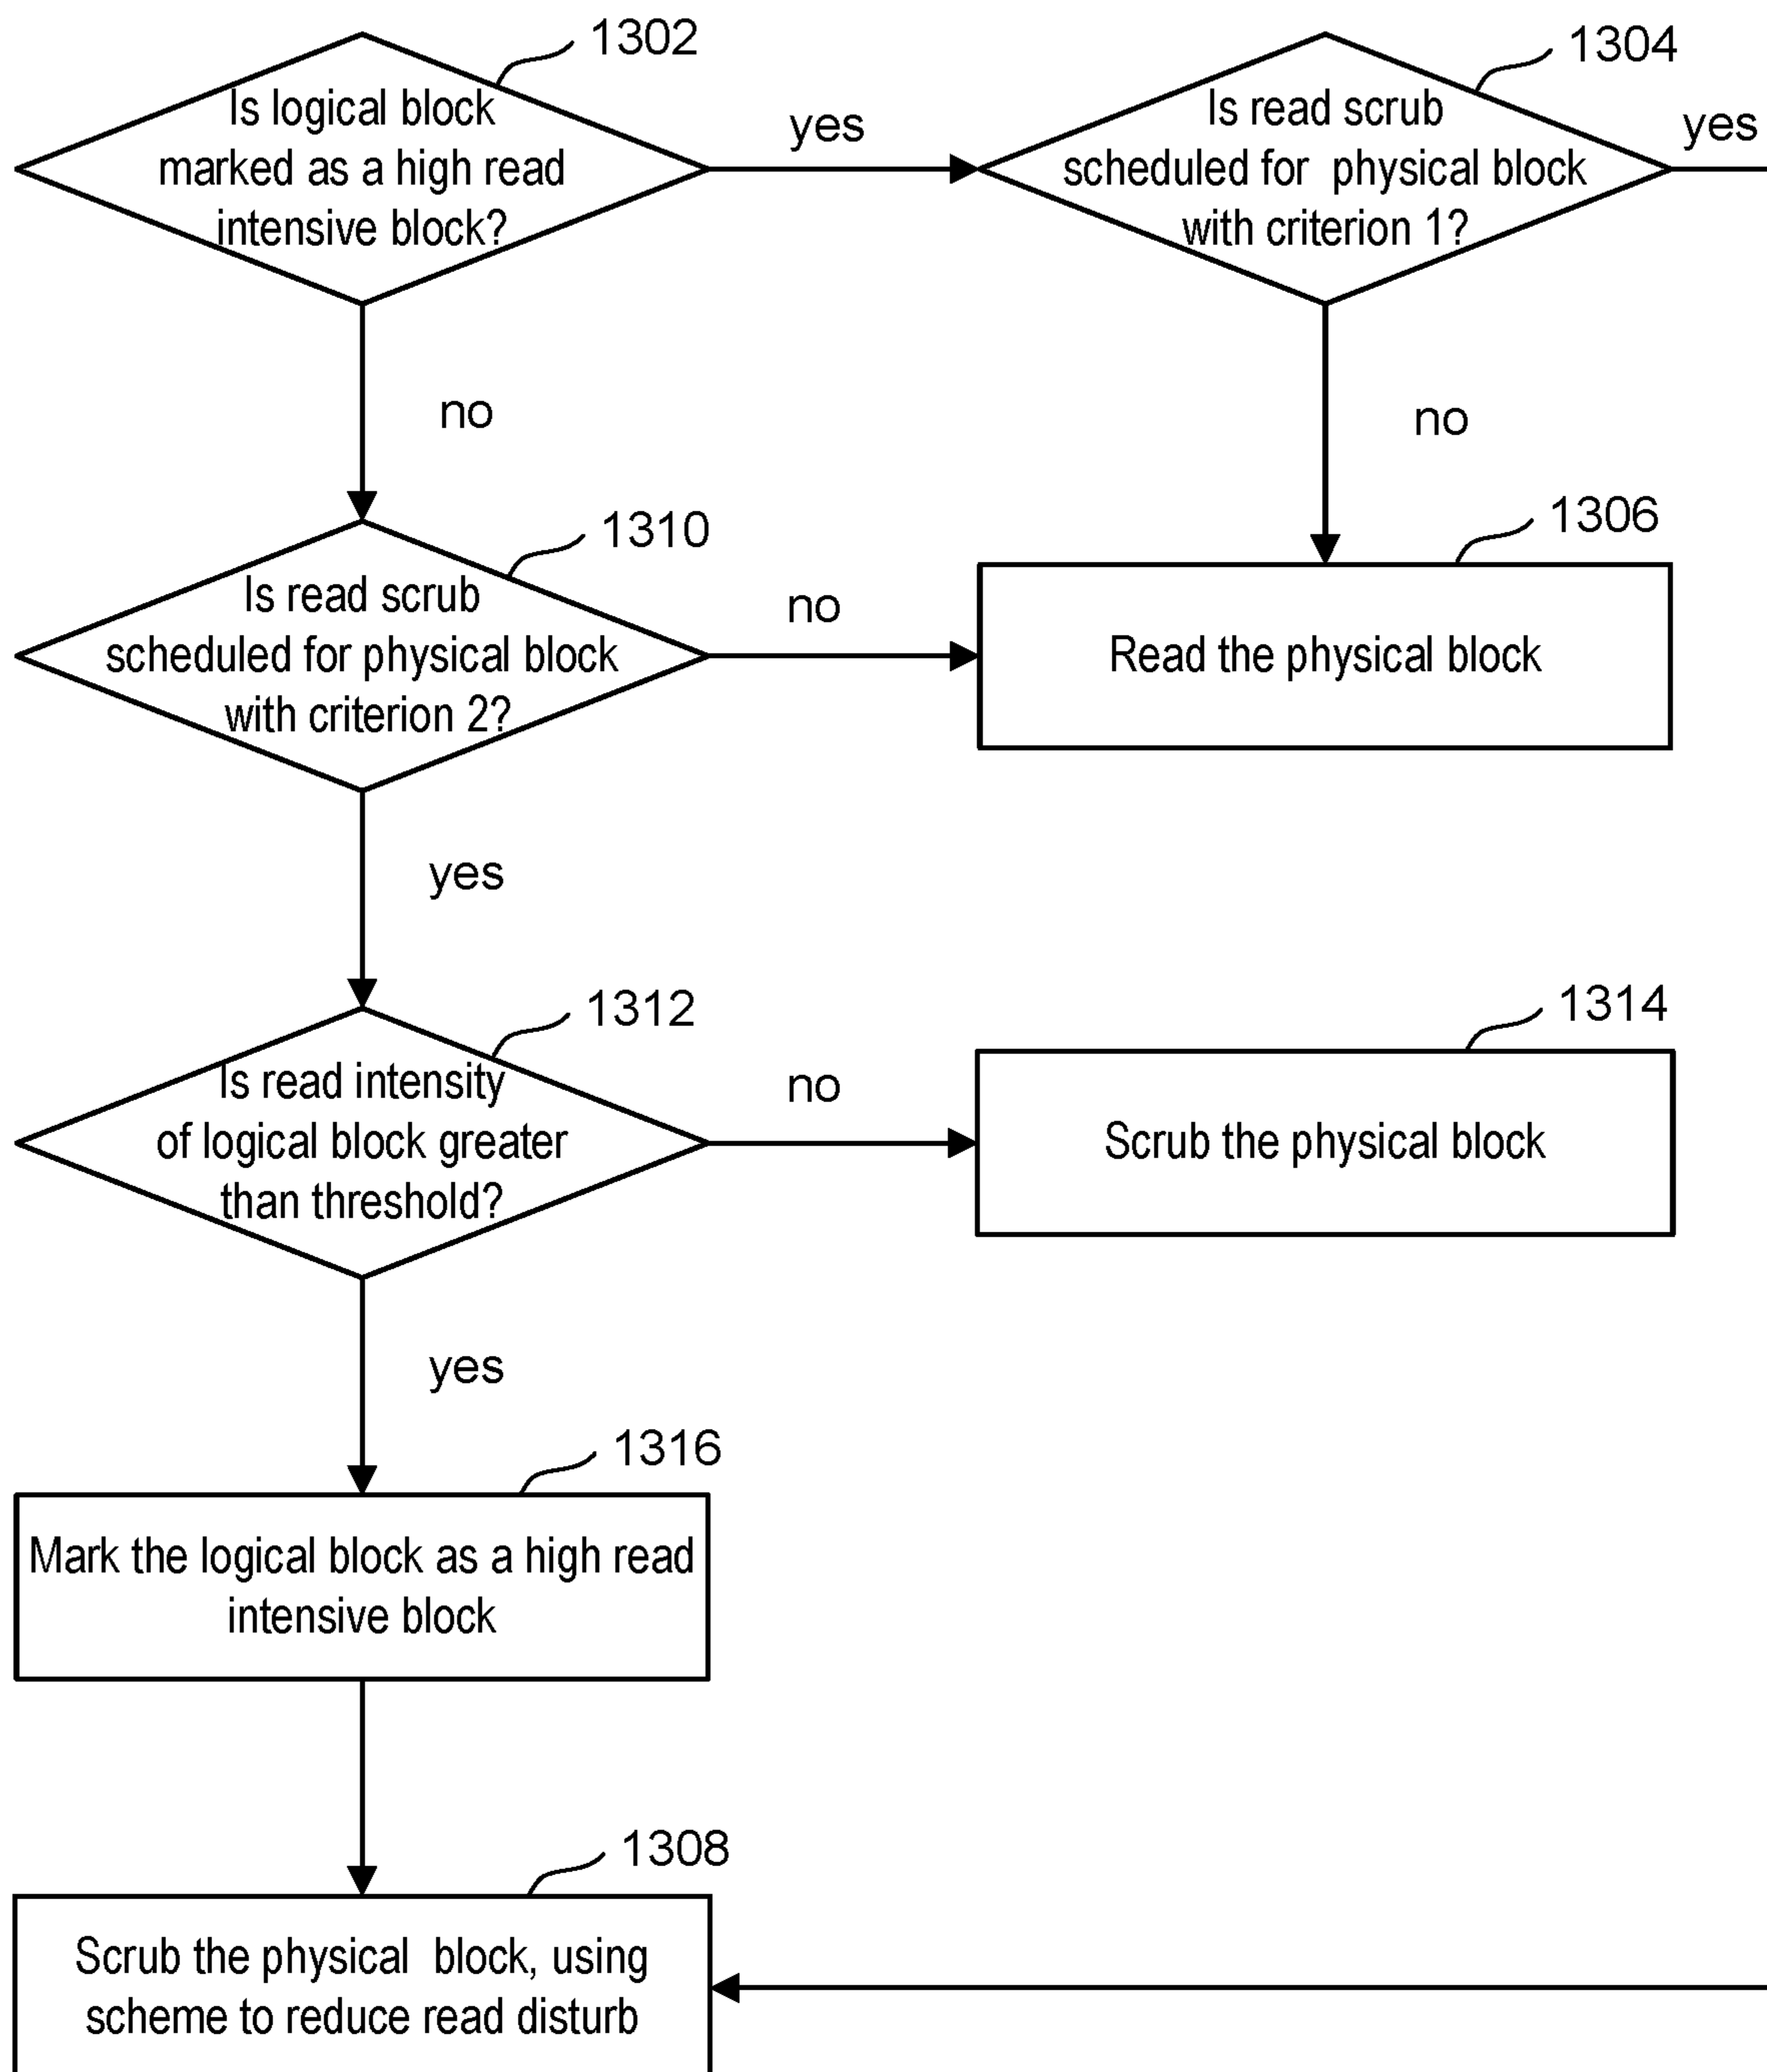 1302
Is logical block
marked as a high read
intensive block?
yes
1304
Is read scrub
scheduled for physical block
with criterion 1?
yes
no
no
1310
Is read scrub
scheduled for physical block
with criterion 2?
no
1306
Read the physical block
yes
1312
Is read intensity
of logical block greater
than threshold?
no
1314
Scrub the physical block
yes
1316
Mark the logical block as a high read
intensive block
1308
Scrub the physical block, using
scheme to reduce read disturb